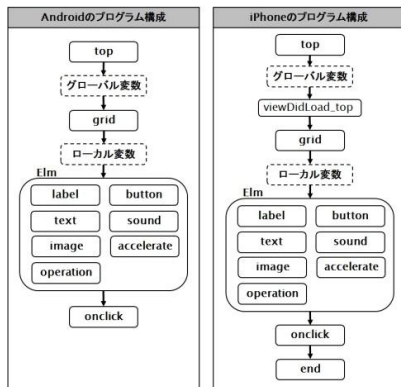 Androidのプログラム構成
top
グローバル変数
grid
ローカル変数
Elm
label button
text sound
image accelerate
operation
onclick
iPhoneのプログラム構成
top
グローバル変数
viewDidLoad_top
grid
ローカル変数
Elm
label button
text sound
image accelerate
operation
onclick
end